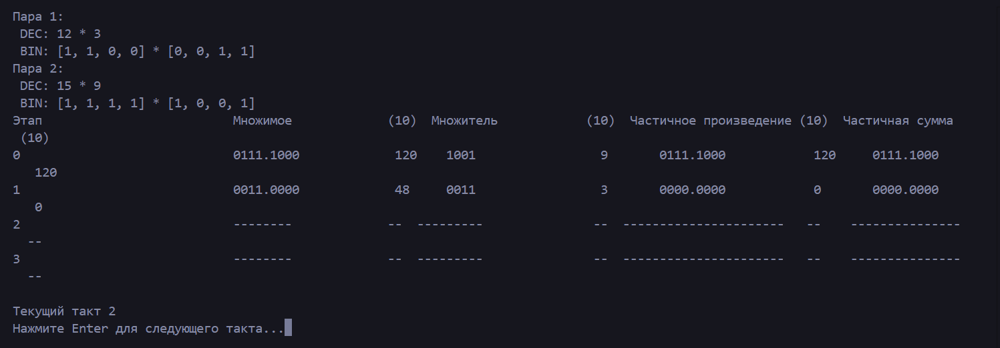 Пара 1:
DEC: 12 * 3
BIN: [1, 1, 0, 0] * [0, 0, 1, 1]
Пара 2:
DEC: 15 * 9
BIN: [1, 1, 1, 1] * [1, 0, 0, 1]
Этап Множимое (10) Множитель (10) Частичное произведение (10) Частичная сумма
(10)
0 0111.1000 120 1001 9 0111.1000 120 0111.1000
120
1 0011.0000 48 0011 3 0000.0000 0 0000.0000
0
2 -------- -- --------- -- ---------------------- -- ---------------
--
3 -------- -- --------- -- ---------------------- -- ---------------
--
Текущий такт 2
Нажмите Enter для следующего такта...